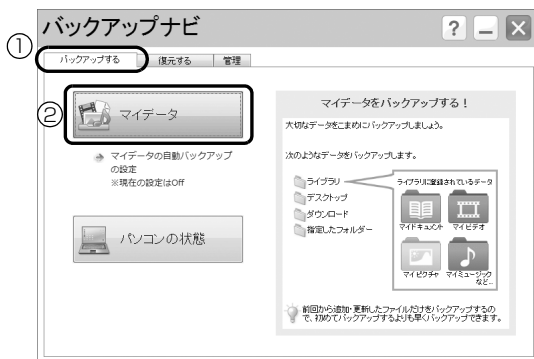 バックアップナビ
?
①
バックアップする
復元する
管理
②
マイデータ
マイデータの自動バックアップ
の設定
※現在の設定はOff
パソコンの状態
マイデータをバックアップする！
大切なデータをこまめにバックアップしましょう。
次のようなデータをバックアップします。
ライブラリ
デスクトップ
ダウンロード
指定したフォルダー
ライブラリに登録されているデータ
マイドキュメント
マイビデオ
マイピクチャ
マイミュージック
など...
前回から追加・更新したファイルだけをバックアップするの
で、初めてバックアップするよりも早くバックアップできます。